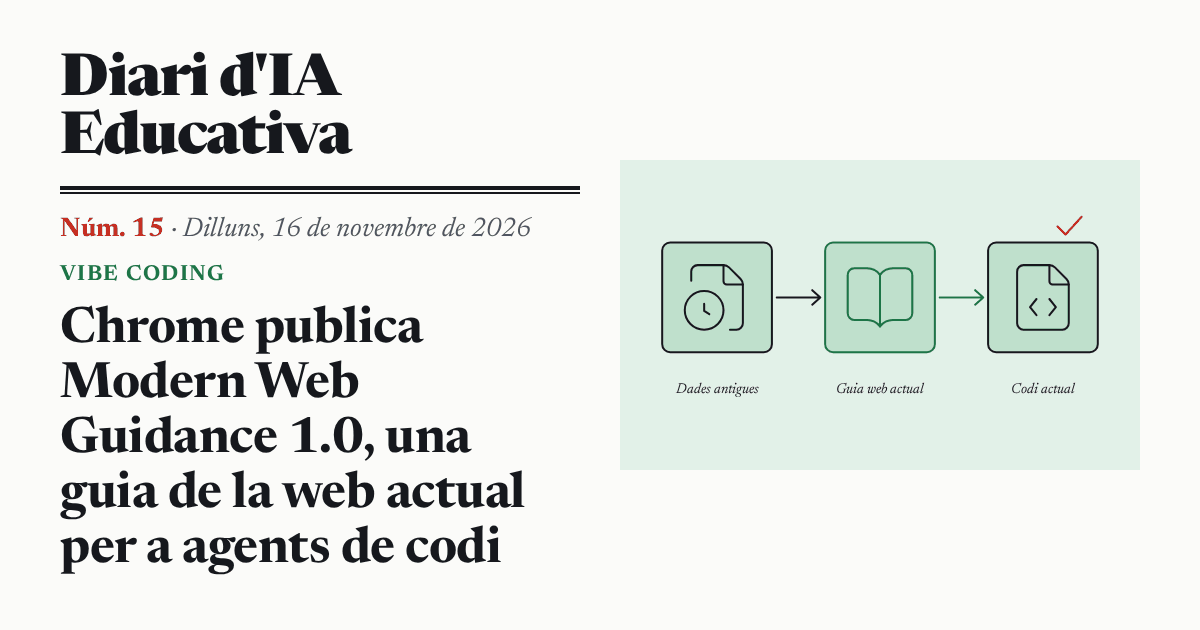 Diari d'IA
Educativa
Núm. 15 · Dilluns, 16 de novembre de 2026
VIBE CODING
Chrome publica
Modern Web
Guidance 1.0, una
guia de la web actual
per a agents de codi
Dades antigues
Guia web actual
Codi actual